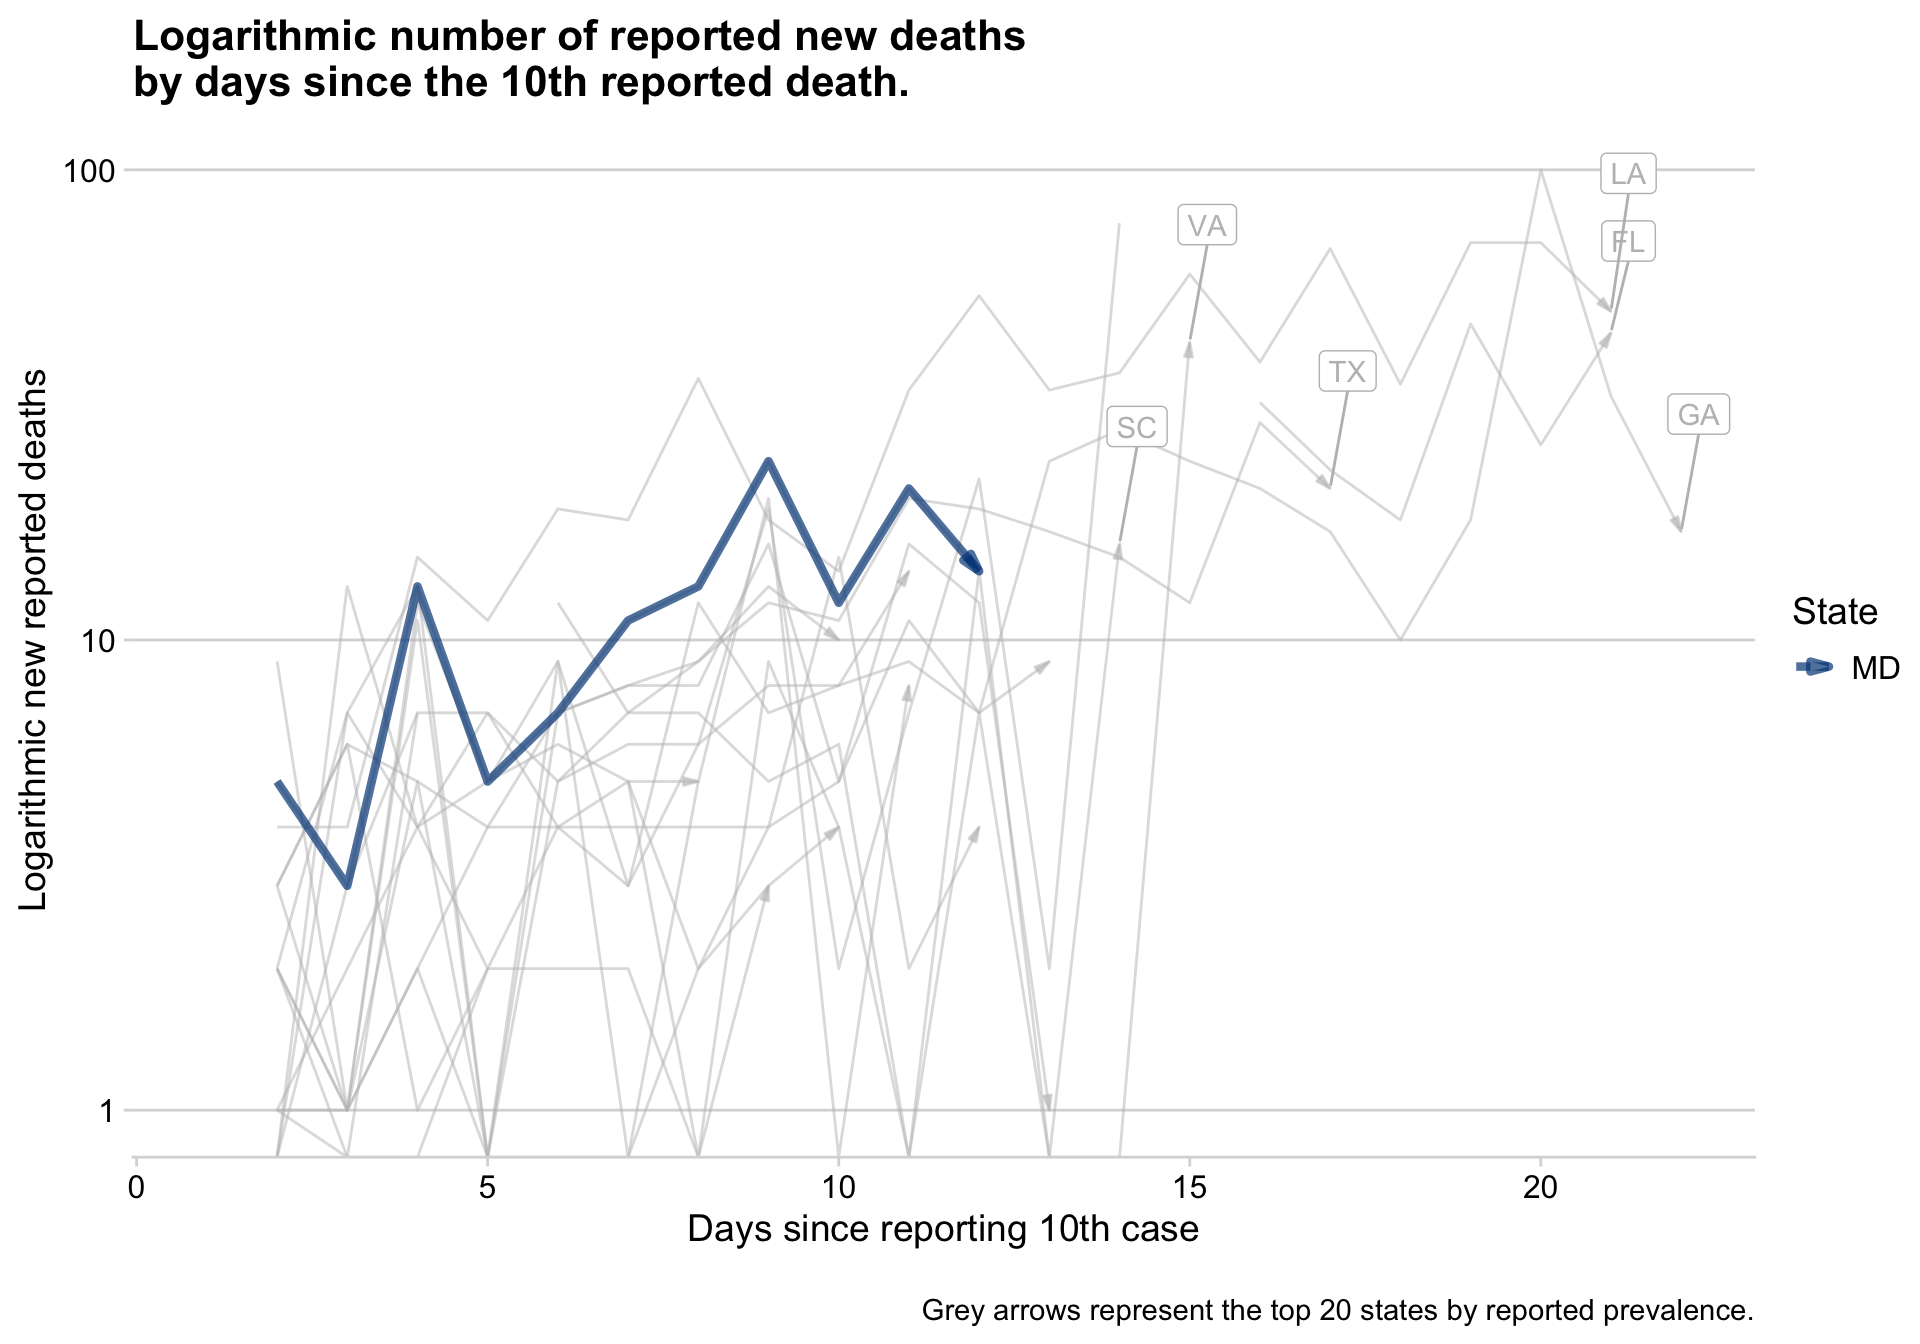 Logarithmic number of reported new deaths
by days since the 10th reported death.
100
10
1
Logarithmic new reported deaths
LA
FL
VA
TX
SC
GA
State
MD
0 5 10 15 20
Days since reporting 10th case
Grey arrows represent the top 20 states by reported prevalence.